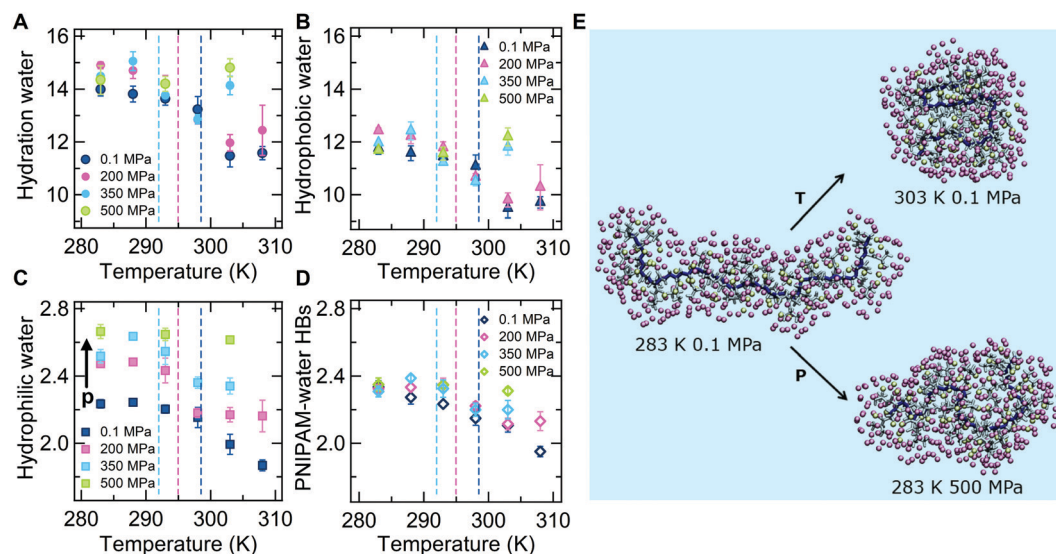 A
Hydration water
16
14
12
10
0.1 MPa
200 MPa
350 MPa
500 MPa
280 290 300 310
Temperature (K)
B
Hydrophobic water
16
14
12
10
0.1 MPa
200 MPa
350 MPa
500 MPa
280 290 300 310
Temperature (K)
C
Hydrophilic water
2.8
2.4
2.0
p
0.1 MPa
200 MPa
350 MPa
500 MPa
280 290 300 310
Temperature (K)
D
PNIPAM-water HBs
2.8
2.4
2.0
0.1 MPa
200 MPa
350 MPa
500 MPa
280 290 300 310
Temperature (K)
E
303 K 0.1 MPa
T
283 K 0.1 MPa
P
283 K 500 MPa